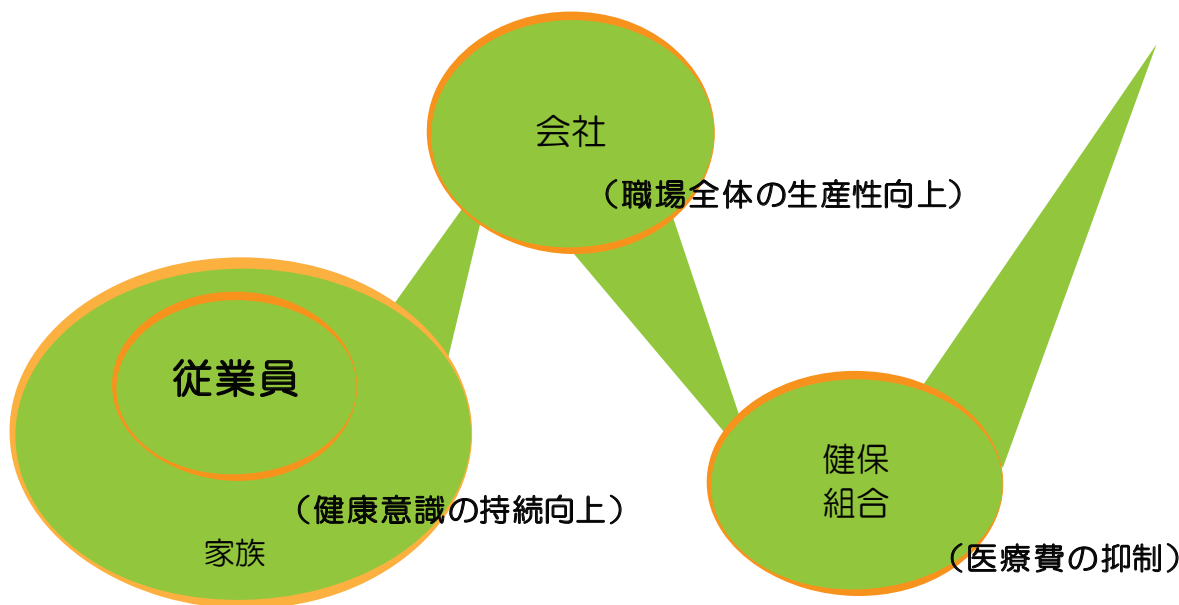 会社
（職場全体の生産性向上）
従業員
（健康意識の持続向上）
家族
健保
組合
（医療費の抑制）